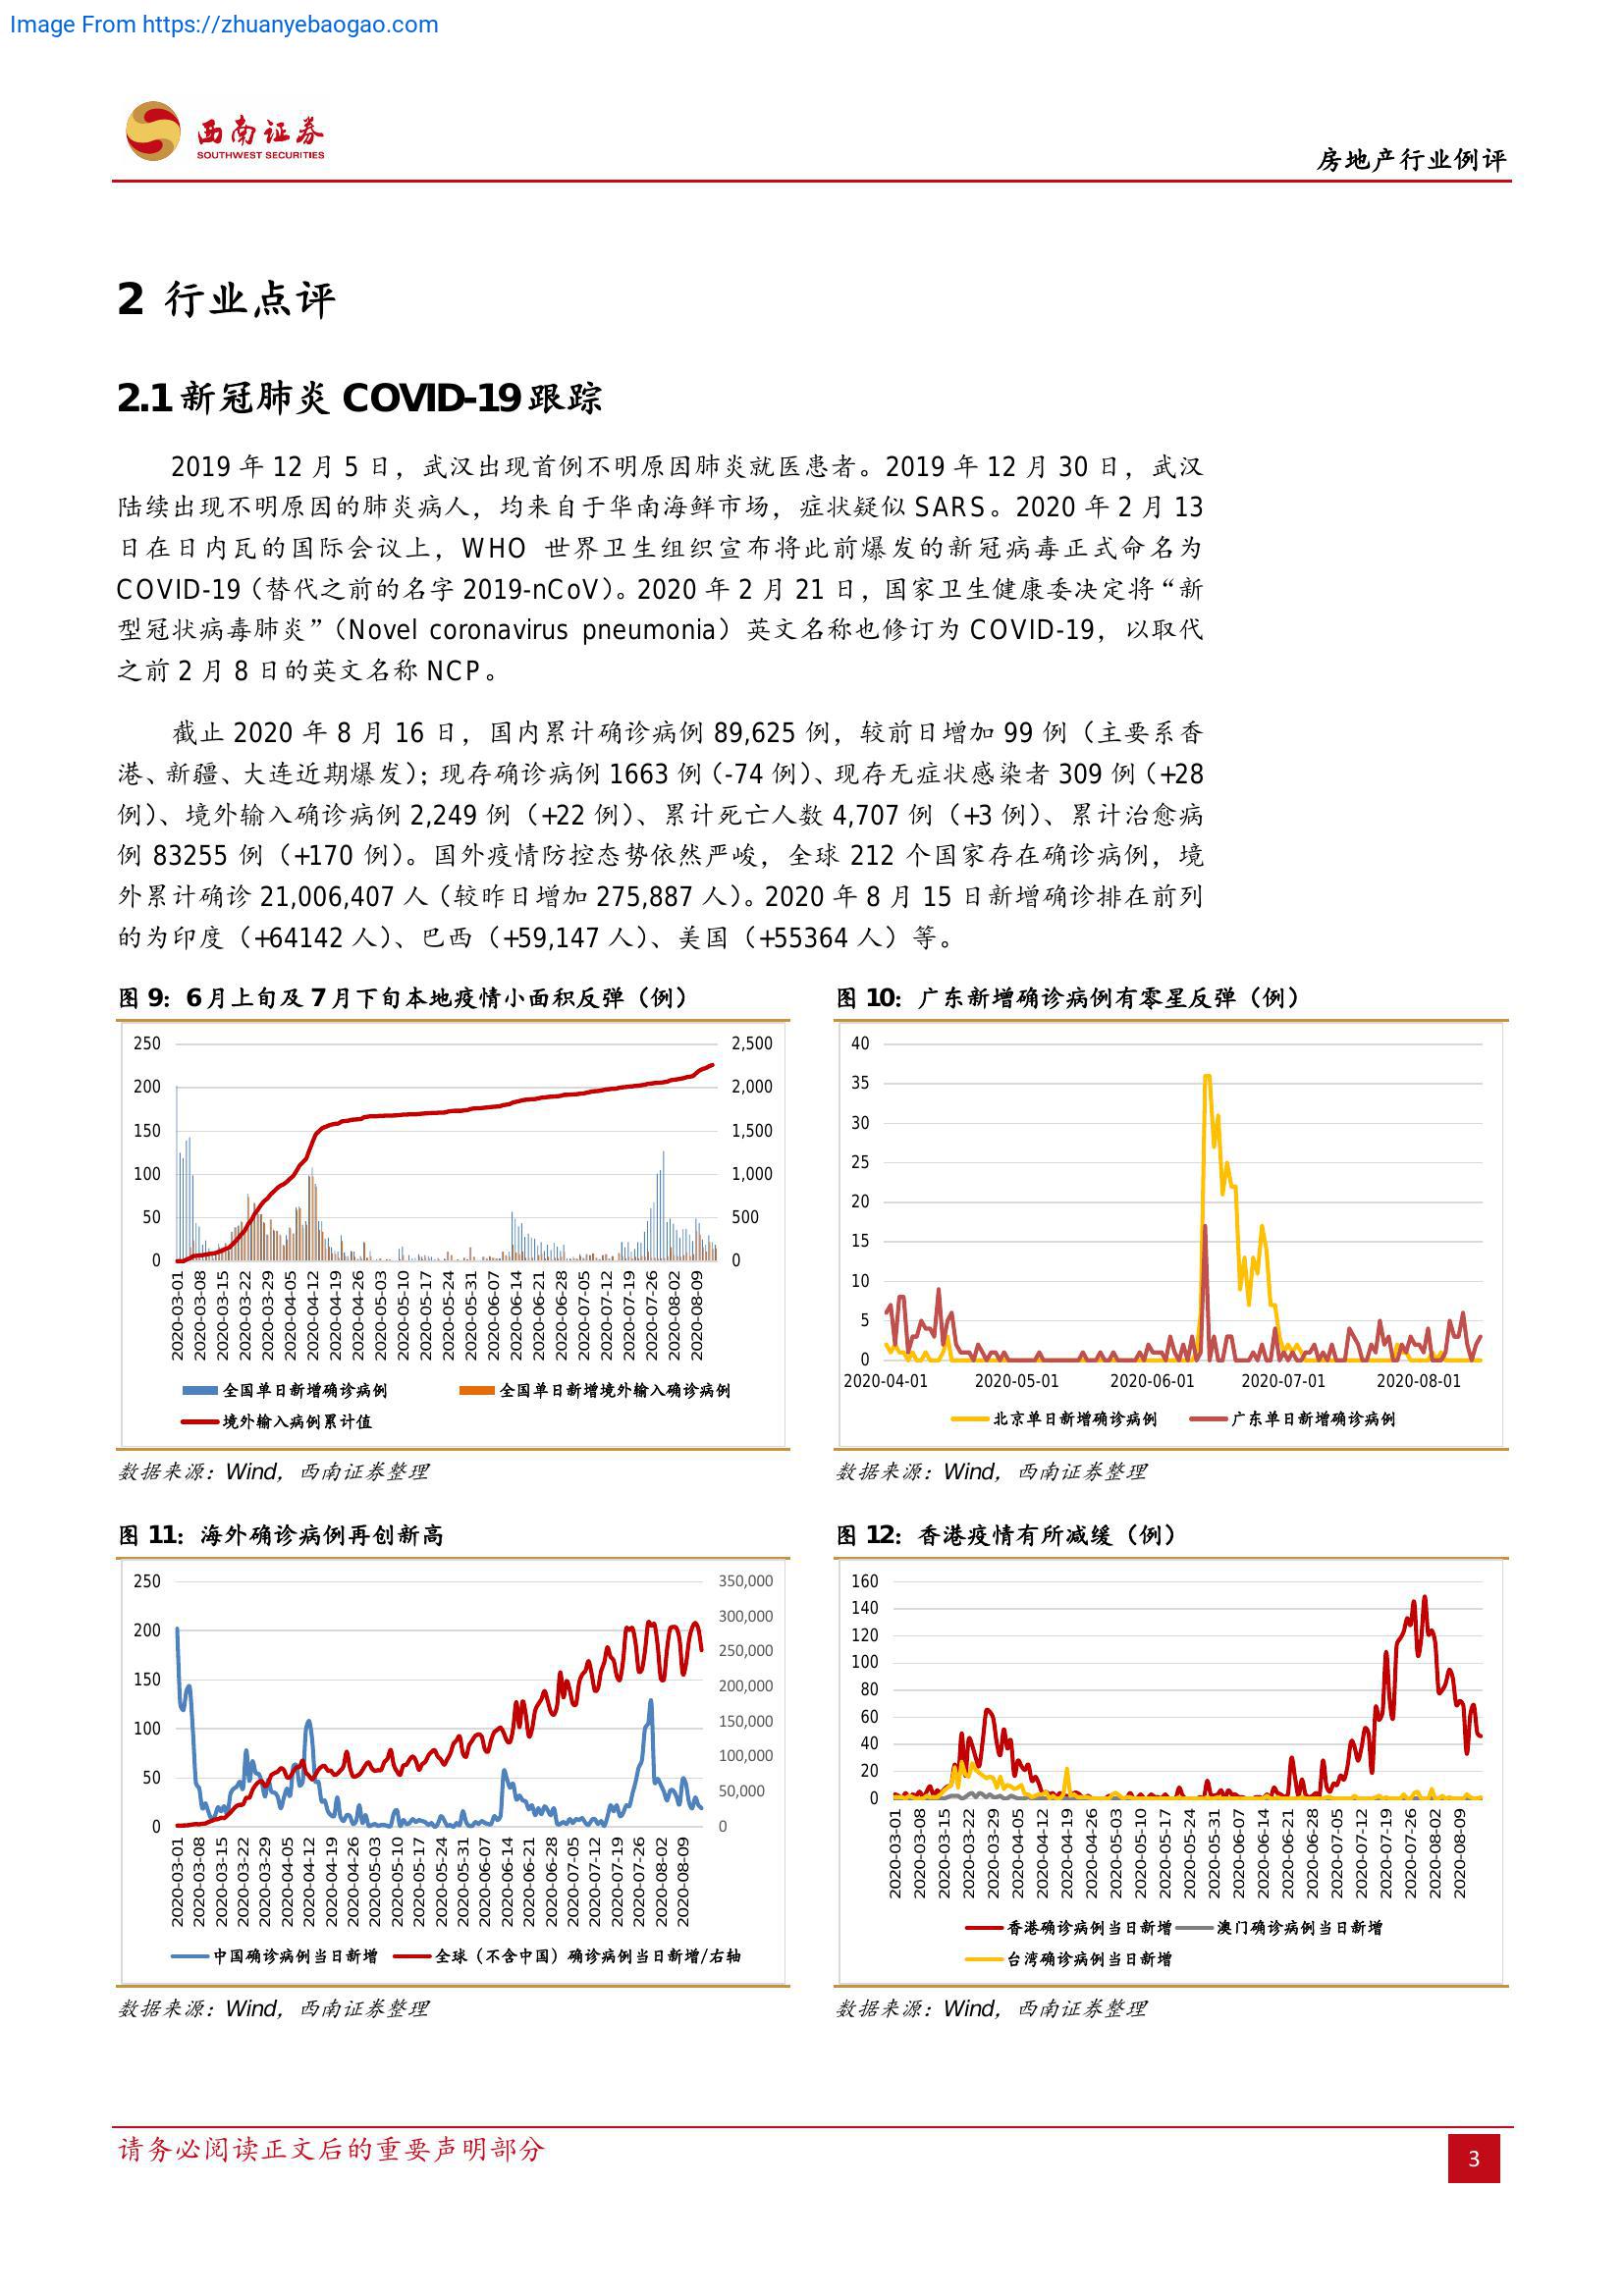 Image From https://zhuanyebaogao.com
西南证券
SOUTHWEST SECURITIES
房地产行业例评
2 行业点评
2.1新冠肺炎 COVID-19跟踪
2019 年 12 月 5 日，武汉出现首例不明原因肺炎就医患者。2019 年 12 月 30 日，武汉
陆续出现不明原因的肺炎病人，均来自于华南海鲜市场，症状疑似 SARS。2020 年 2 月 13
日在日内瓦的国际会议上，WHO 世界卫生组织宣布将此前爆发的新冠病毒正式命名为
COVID-19（替代之前的名字 2019-nCoV）。2020 年 2 月 21 日，国家卫生健康委决定将“新
型冠状病毒肺炎”（Novel coronavirus pneumonia）英文名称也修订为 COVID-19，以取代
之前 2 月 8 日的英文名称 NCP。
截止 2020 年 8 月 16 日，国内累计确诊病例 89,625 例，较前日增加 99 例（主要系香
港、新疆、大连近期爆发）；现存确诊病例 1663 例（-74 例）、现存无症状感染者 309 例（+28
例）、境外输入确诊病例 2,249 例（+22 例）、累计死亡人数 4,707 例（+3 例）、累计治愈病
例 83255 例（+170 例）。国外疫情防控态势依然严峻，全球 212 个国家存在确诊病例，境
外累计确诊 21,006,407 人（较昨日增加 275,887 人）。2020 年 8 月 15 日新增确诊排在前列
的为印度（+64142 人）、巴西（+59,147 人）、美国（+55364 人）等。
图 9：6 月上旬及 7 月下旬本地疫情小面积反弹（例）
250 2,500
200 2,000
150 1,500
100 1,000
50 500
0 0
2020-03-01 2020-03-08 2020-03-15 2020-03-22 2020-03-29 2020-04-05 2020-04-12 2020-04-19 2020-04-26 2020-05-03 2020-05-10 2020-05-17 2020-05-24 2020-05-31 2020-06-07 2020-06-14 2020-06-21 2020-06-28 2020-07-05 2020-07-12 2020-07-19 2020-07-26 2020-08-02 2020-08-09
全国单日新增确诊病例 全国单日新增境外输入确诊病例
境外输入病例累计值
数据来源：Wind，西南证券整理
图 10：广东新增确诊病例有零星反弹（例）
40
35
30
25
20
15
10
5
0
2020-04-01 2020-05-01 2020-06-01 2020-07-01 2020-08-01
北京单日新增确诊病例 广东单日新增确诊病例
数据来源：Wind，西南证券整理
图 11：海外确诊病例再创新高
250 350,000
300,000
200
250,000
150 200,000
150,000
100
100,000
50
50,000
0 0
2020-03-01 2020-03-08 2020-03-15 2020-03-22 2020-03-29 2020-04-05 2020-04-12 2020-04-19 2020-04-26 2020-05-03 2020-05-10 2020-05-17 2020-05-24 2020-05-31 2020-06-07 2020-06-14 2020-06-21 2020-06-28 2020-07-05 2020-07-12 2020-07-19 2020-07-26 2020-08-02 2020-08-09
中国确诊病例当日新增 全球（不含中国）确诊病例当日新增/右轴
数据来源：Wind，西南证券整理
图 12：香港疫情有所减缓（例）
160
140
120
100
80
60
40
20
0
2020-03-01 2020-03-08 2020-03-15 2020-03-22 2020-03-29 2020-04-05 2020-04-12 2020-04-19 2020-04-26 2020-05-03 2020-05-10 2020-05-17 2020-05-24 2020-05-31 2020-06-07 2020-06-14 2020-06-21 2020-06-28 2020-07-05 2020-07-12 2020-07-19 2020-07-26 2020-08-02 2020-08-09
香港确诊病例当日新增 澳门确诊病例当日新增
台湾确诊病例当日新增
数据来源：Wind，西南证券整理
请务必阅读正文后的重要声明部分
3